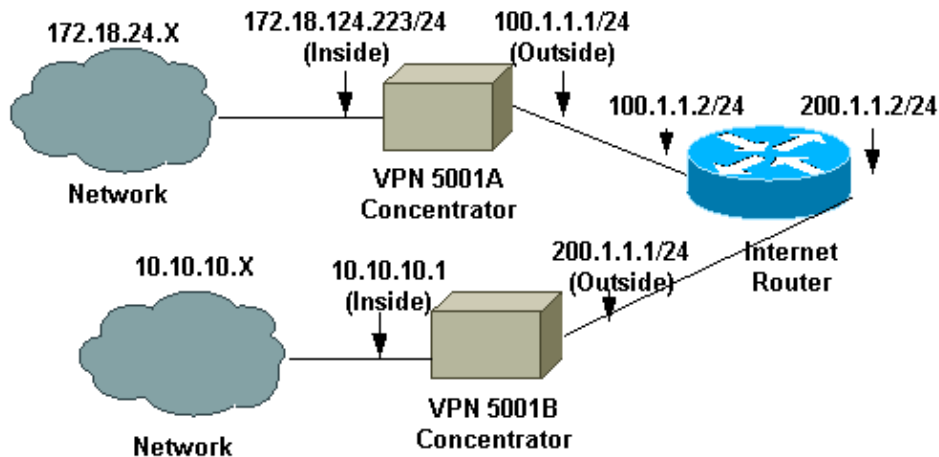 172.18.24.X
172.18.124.223/24
(Inside)
100.1.1.1/24
(Outside)
100.1.1.2/24
200.1.1.2/24
Network
VPN 5001A
Concentrator
Internet
Router
10.10.10.X
10.10.10.1
(Inside)
200.1.1.1/24
(Outside)
Network
VPN 5001B
Concentrator